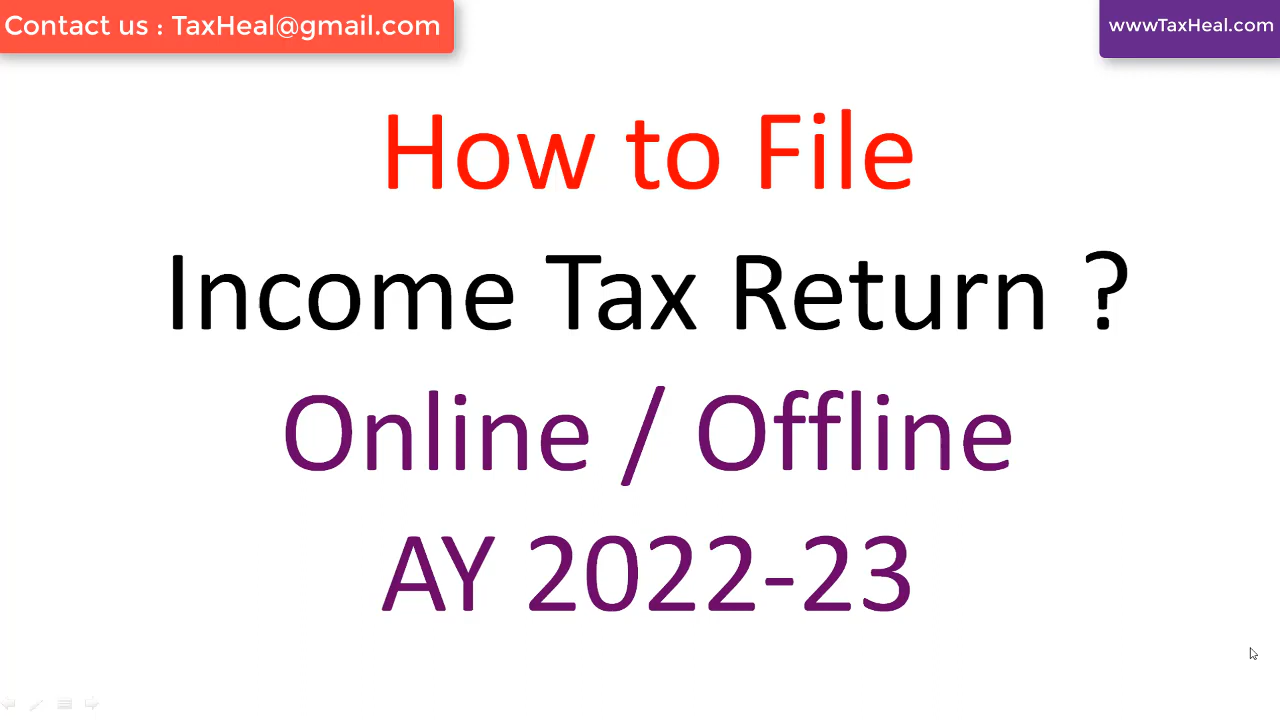 Contact us : TaxHeal@gmail.com
wwwTaxHeal.com
How to File
Income Tax Return ?
Online / Offline
AY 2022-23